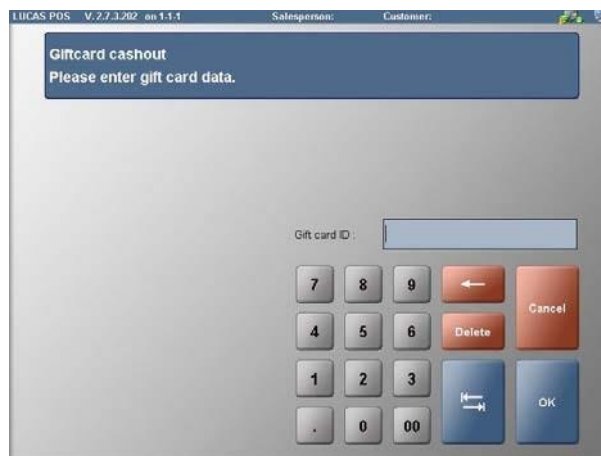 LUCAS POS V. 2.7.3.202 on 1-1-1 Salesperson: Customer:
Giftcard cashout
Please enter gift card data.
Gift card ID :
7 8 9
Cancel
4 5 6 Delete
1 2 3
OK
. 0 00